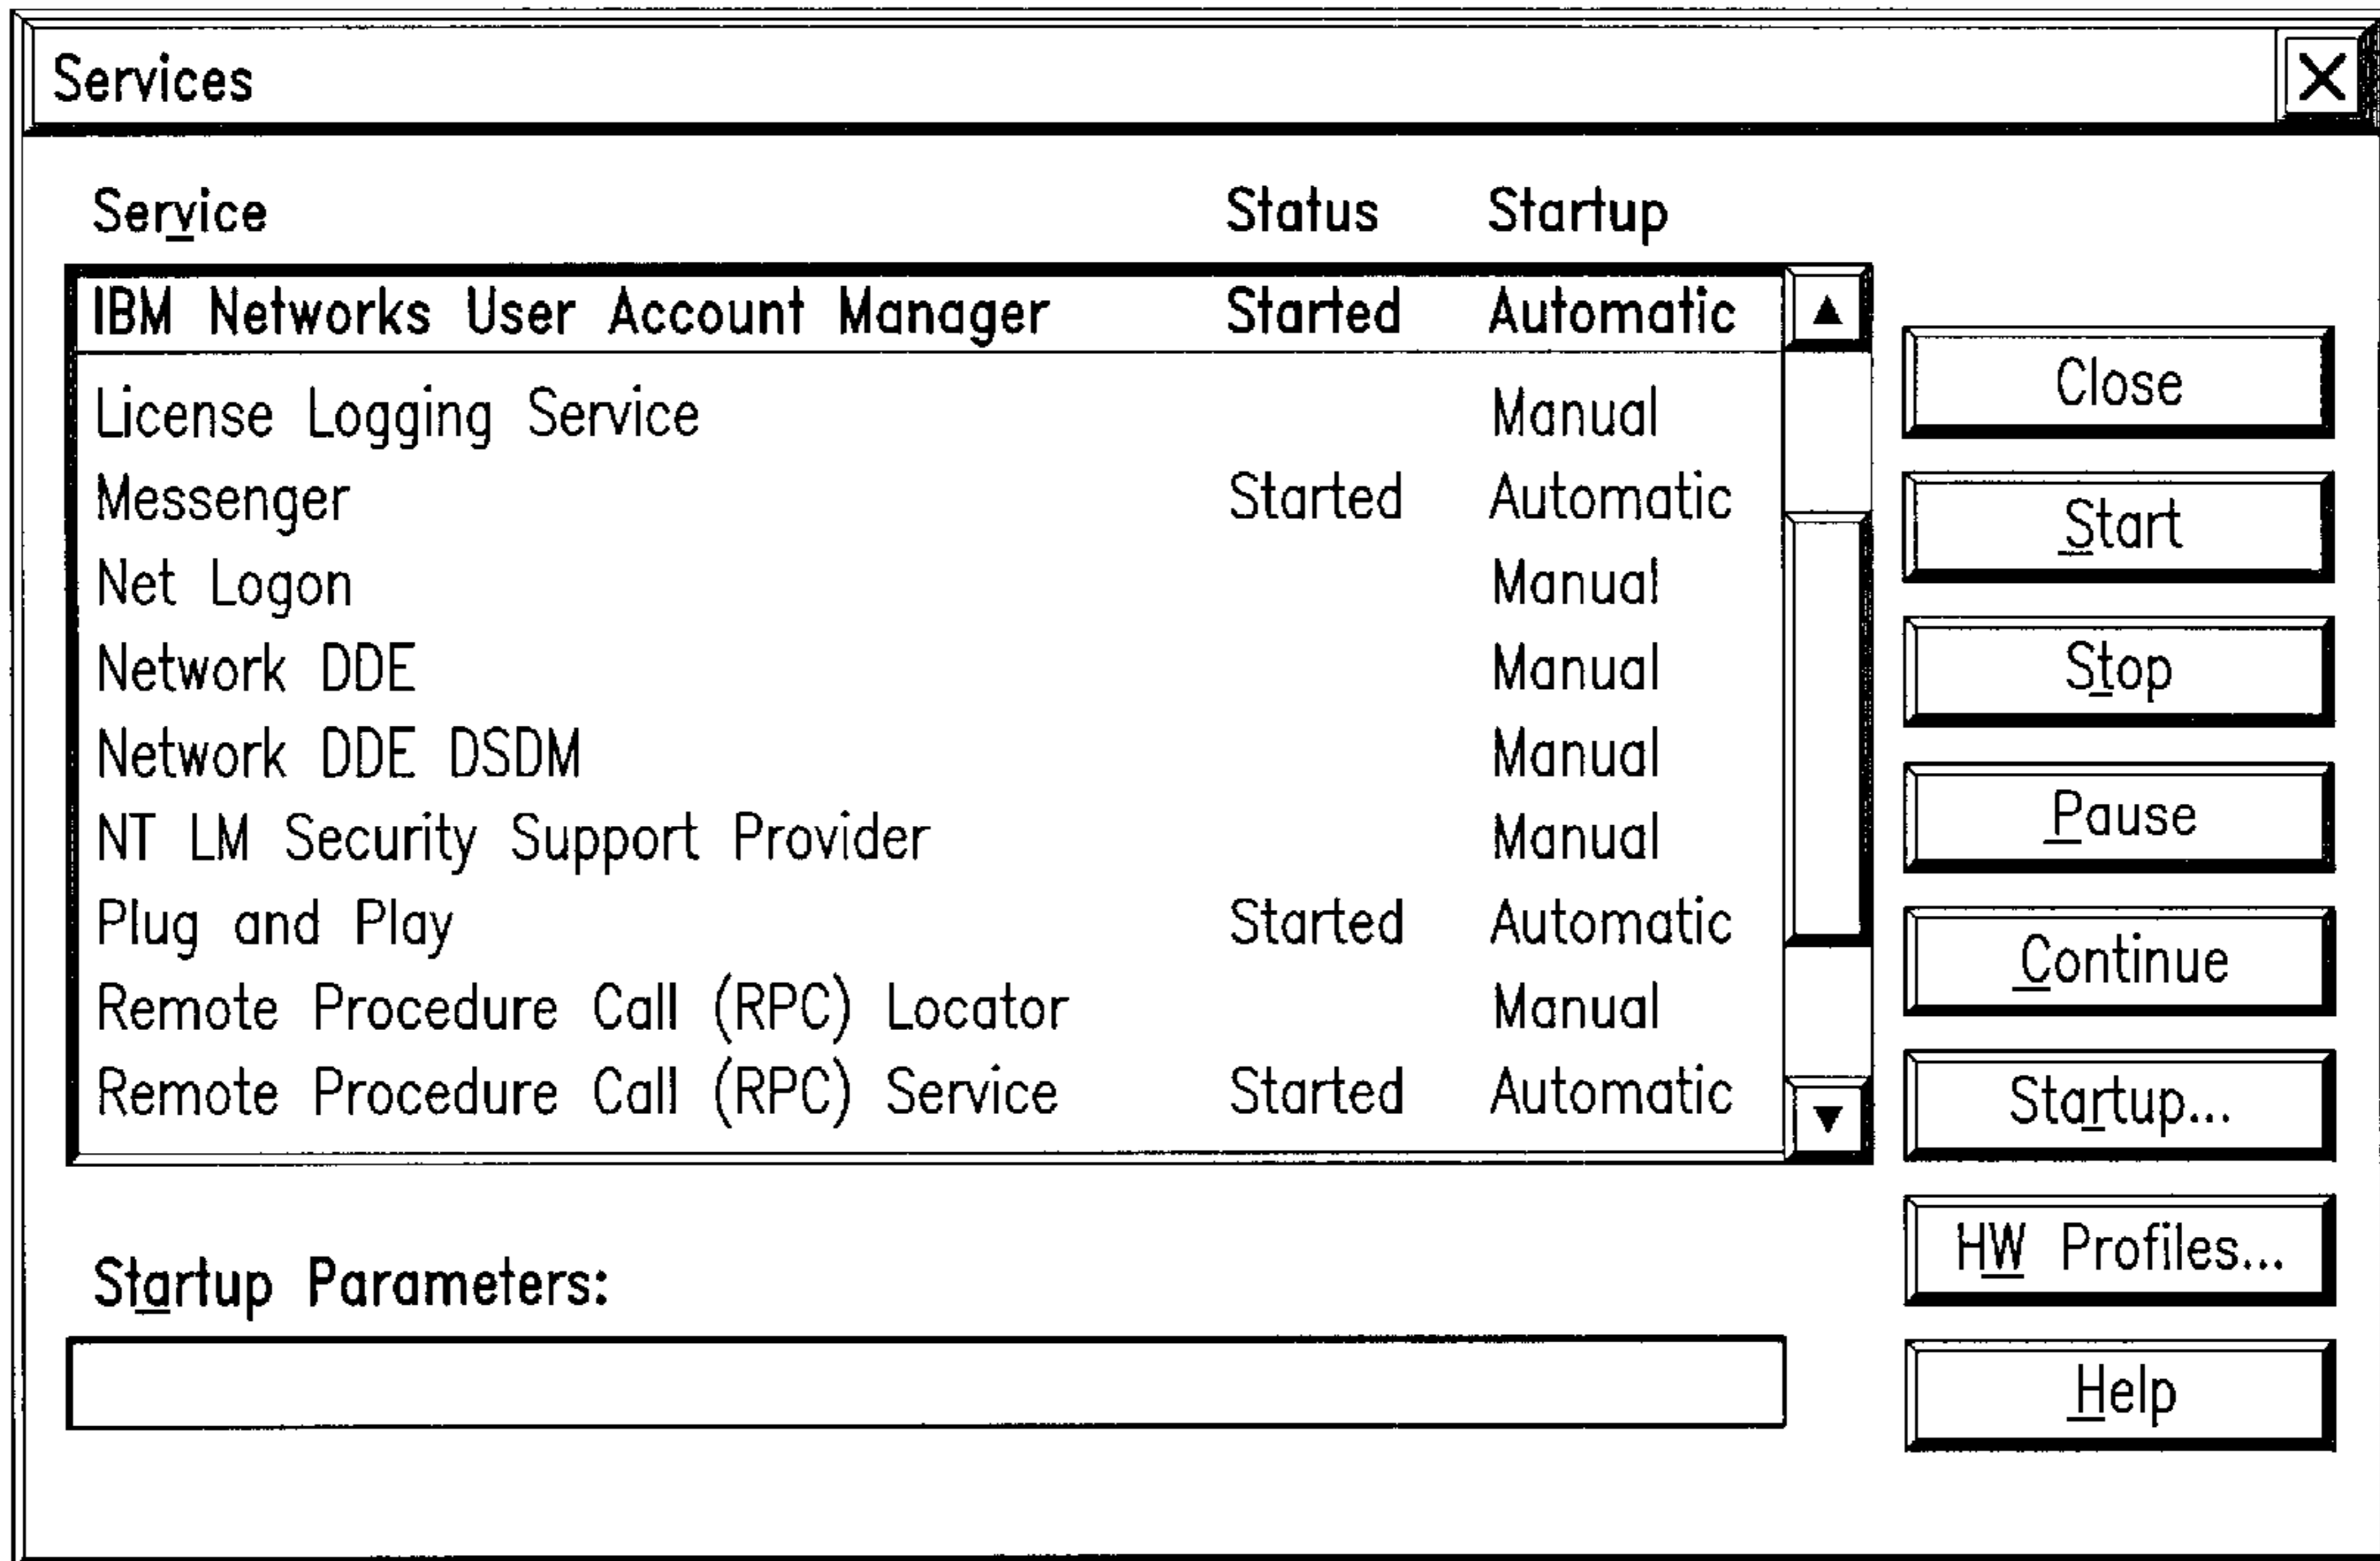 Services
Service Status Startup
IBM Networks User Account Manager Started Automatic
License Logging Service Manual
Messenger Started Automatic
Net Logon Manual
Network DDE Manual
Network DDE DSDM Manual
NT LM Security Support Provider Manual
Plug and Play Started Automatic
Remote Procedure Call (RPC) Locator Manual
Remote Procedure Call (RPC) Service Started Automatic
Startup Parameters:
Close
Start
Stop
Pause
Continue
Startup...
HW Profiles...
Help